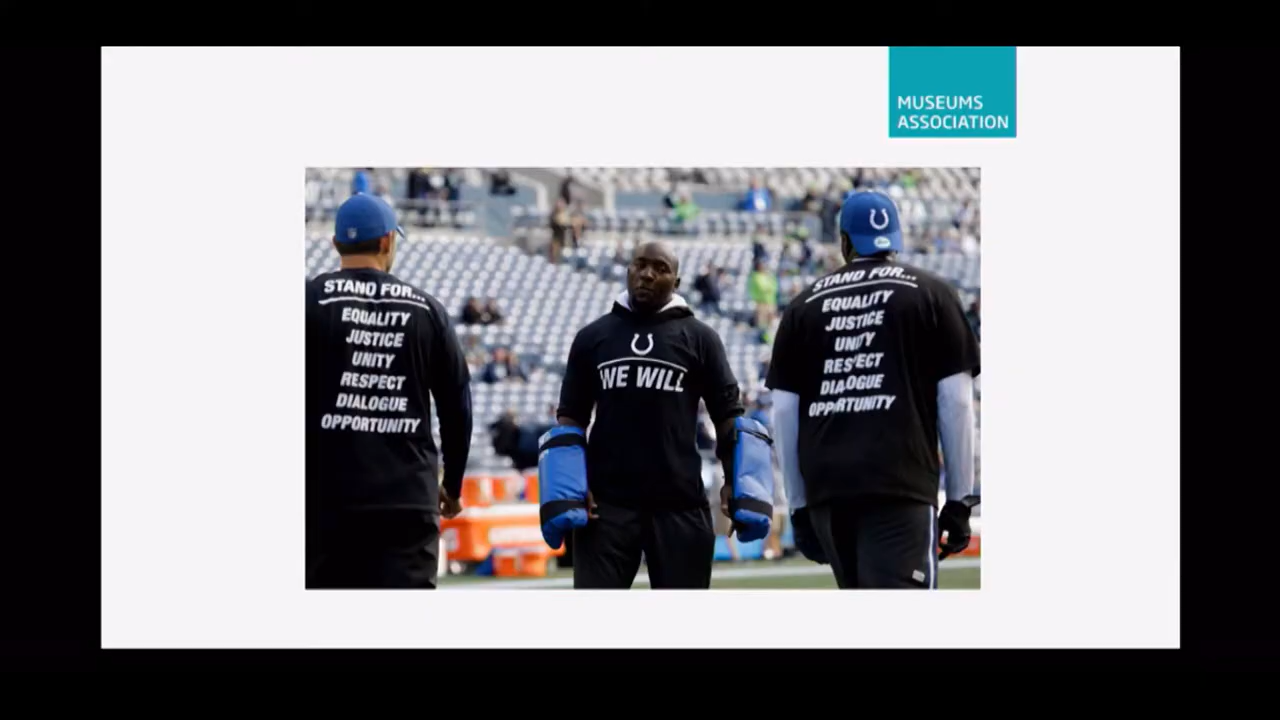 MUSEUMS
ASSOCIATION
STAND FOR...
EQUALITY
JUSTICE
UNITY
RESPECT
DIALOGUE
OPPORTUNITY
WE WILL
STAND FOR...
EQUALITY
JUSTICE
UNITY
RESPECT
DIALOGUE
OPPORTUNITY